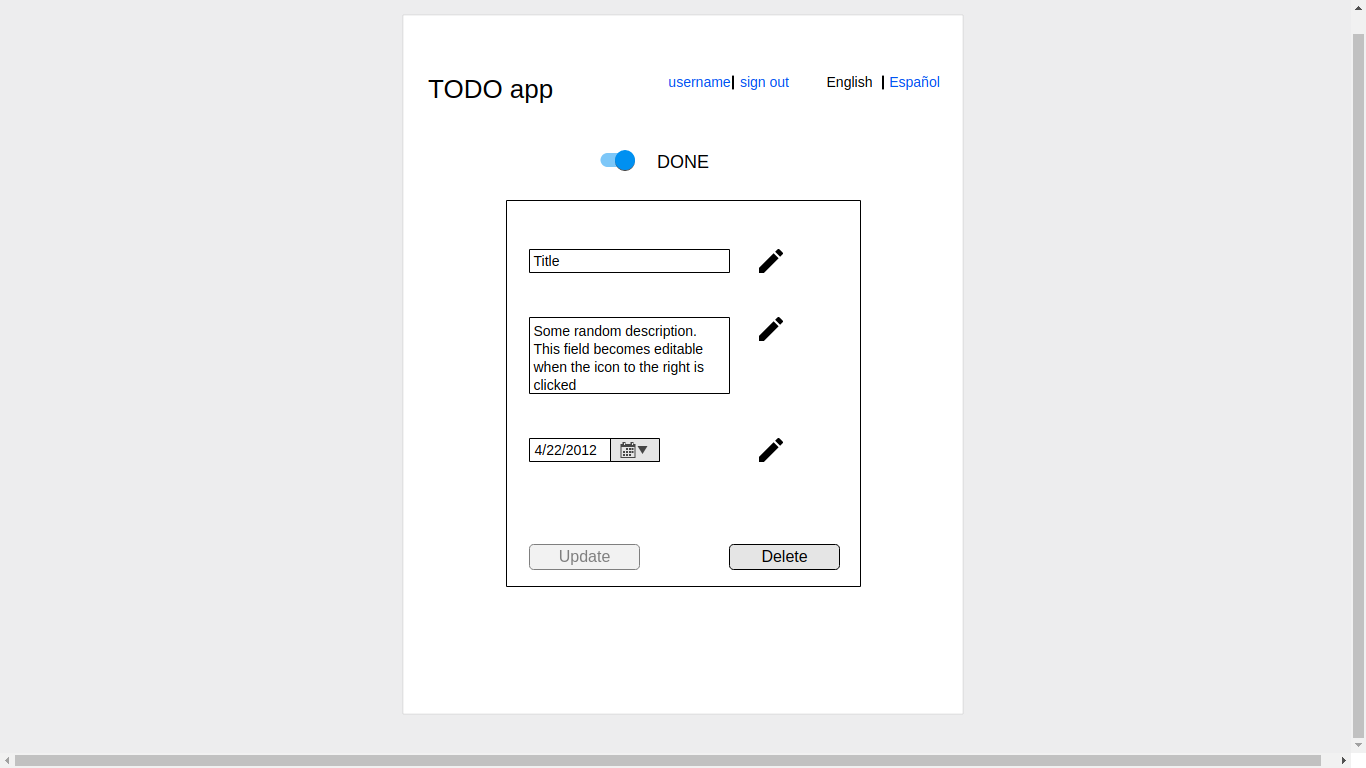 TODO app
username| sign out
English | Español
DONE
Title
Some random description.
This field becomes editable
when the icon to the right is
clicked
4/22/2012
Update
Delete